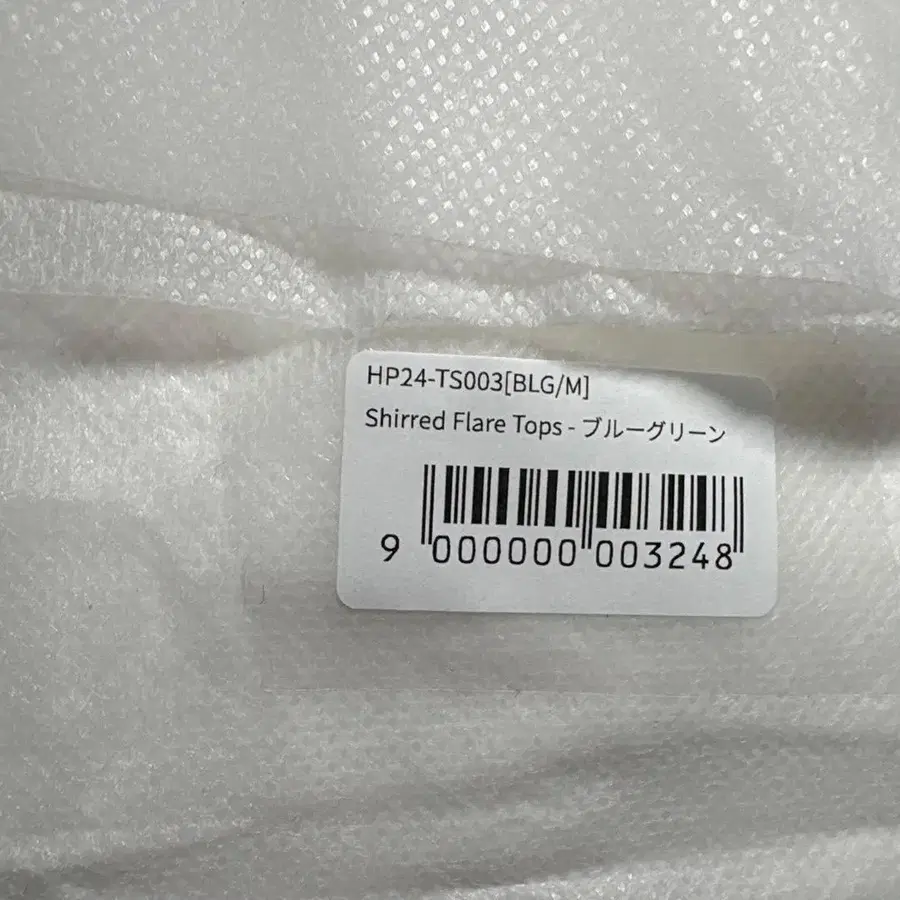 HP24-TS003[BLG/M]
Shirred Flare Tops - ブルーグリーン
9 000000 003248